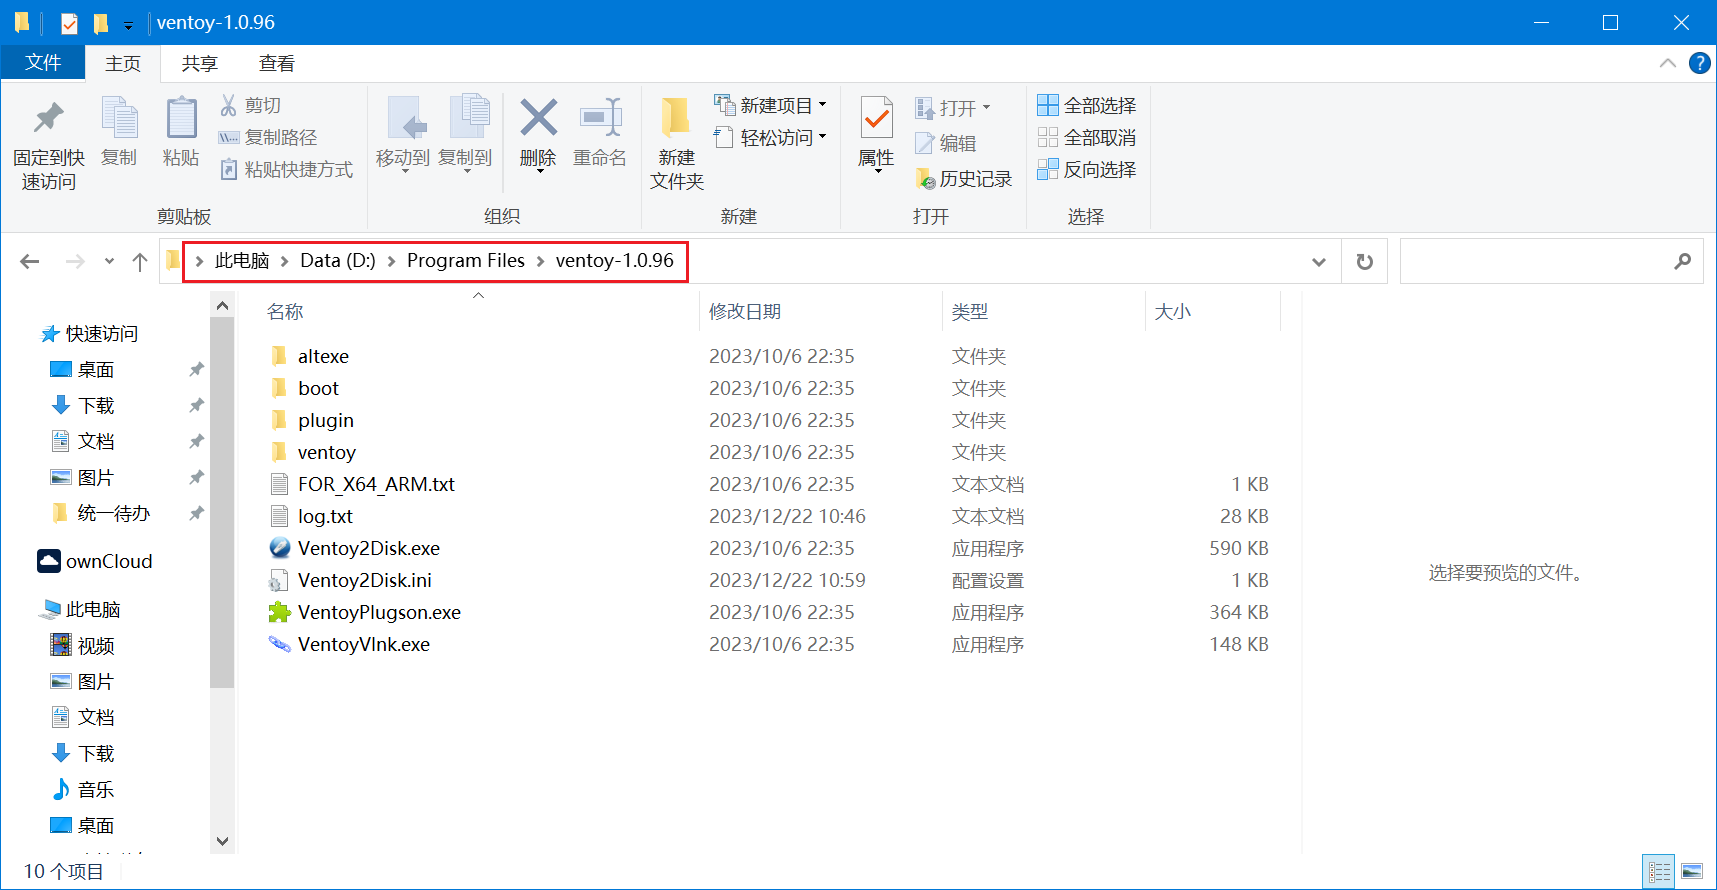 ventoy-1.0.96
文件 主页 共享 查看
固定到快速访问
复制
粘贴
剪切
复制路径
粘贴快捷方式
剪贴板
移动到
复制到
删除
重命名
组织
新建文件夹
新建项目
轻松访问
新建
属性
打开
编辑
历史记录
打开
全部选择
全部取消
反向选择
选择
此电脑 Data (D:) Program Files ventoy-1.0.96
快速访问
桌面
下载
文档
图片
统一待办
ownCloud
此电脑
视频
图片
文档
下载
音乐
桌面
名称 修改日期 类型 大小
altexe 2023/10/6 22:35 文件夹
boot 2023/10/6 22:35 文件夹
plugin 2023/10/6 22:35 文件夹
ventoy 2023/10/6 22:35 文件夹
FOR_X64_ARM.txt 2023/10/6 22:35 文本文档 1 KB
log.txt 2023/12/22 10:46 文本文档 28 KB
Ventoy2Disk.exe 2023/10/6 22:35 应用程序 590 KB
Ventoy2Disk.ini 2023/12/22 10:59 配置设置 1 KB
VentoyPlugson.exe 2023/10/6 22:35 应用程序 364 KB
VentoyVlnk.exe 2023/10/6 22:35 应用程序 148 KB
选择要预览的文件。
10 个项目